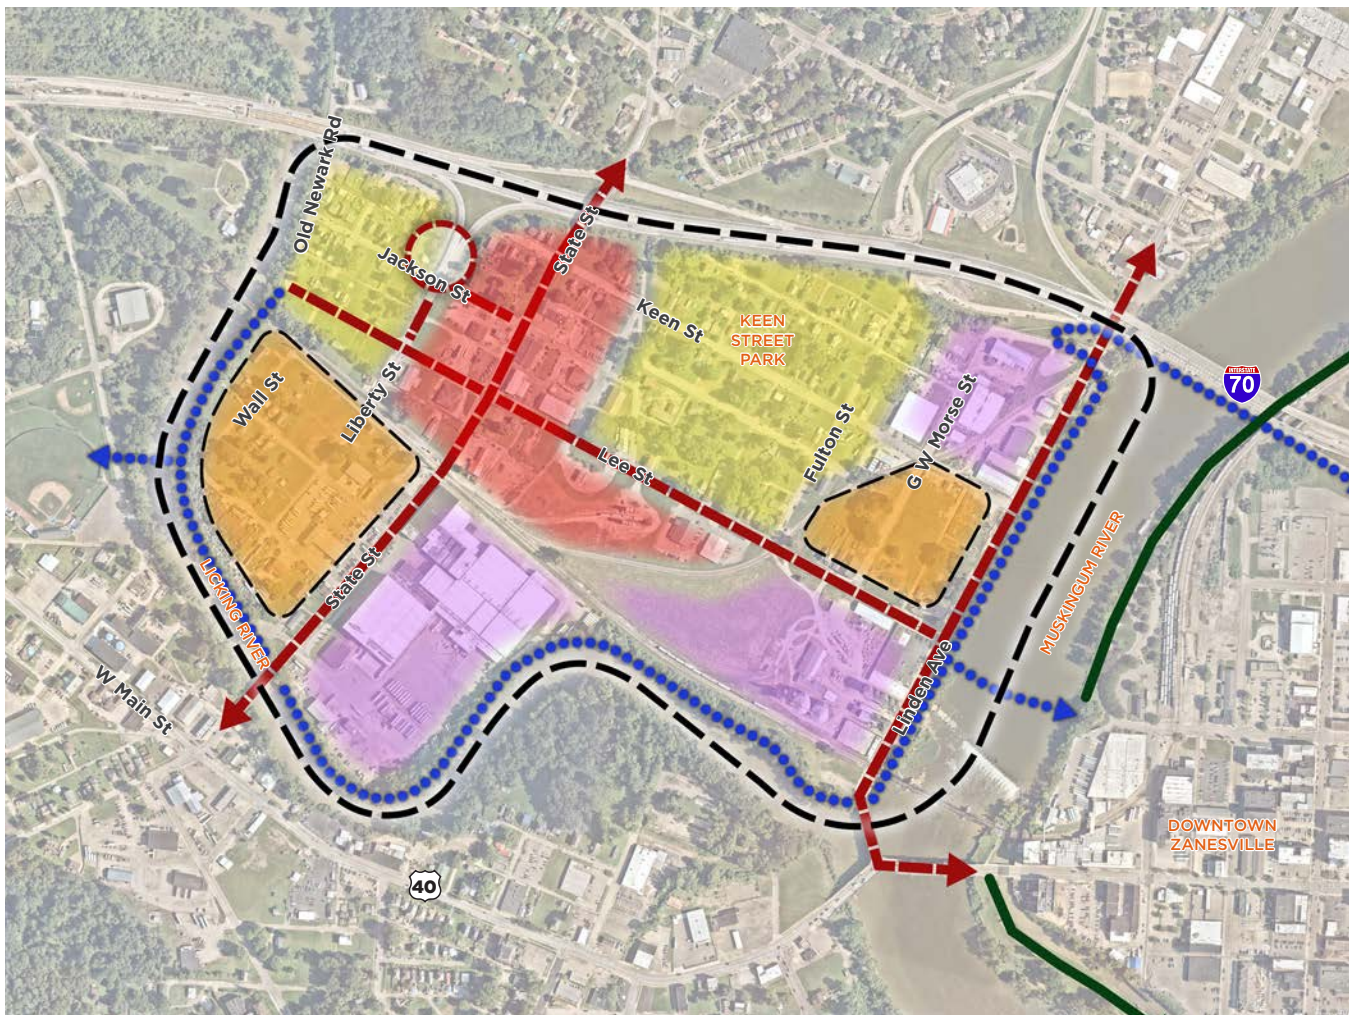 Old Newark Rd
State St
Jackson St
Keen St
KEEN
STREET
PARK
INTERSTATE
70
Wall St
Liberty St
G W Morse St
Fulton St
Lee St
MUSKINGUM RIVER
State St
LICKING RIVER
W Main St
Linden Ave
DOWNTOWN
ZANESVILLE
40